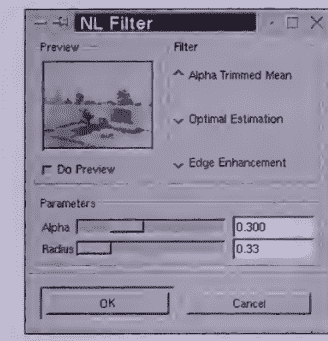 NL Filter
Preview
Filter
Alpha Trimmed Mean
Optimal Estimation
Edge Enhancement
Do Preview
Parameters
Alpha 0.300
Radius 0.33
OK Cancel